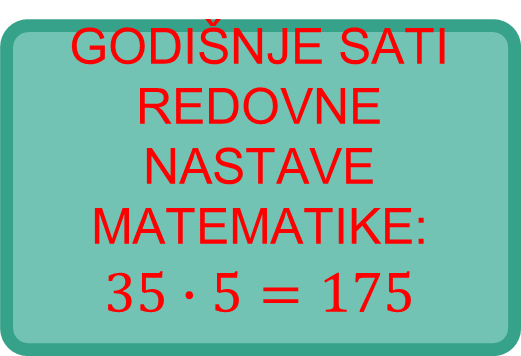 GODIŠNJE SATI
REDOVNE
NASTAVE
MATEMATIKE:
35 · 5 = 175